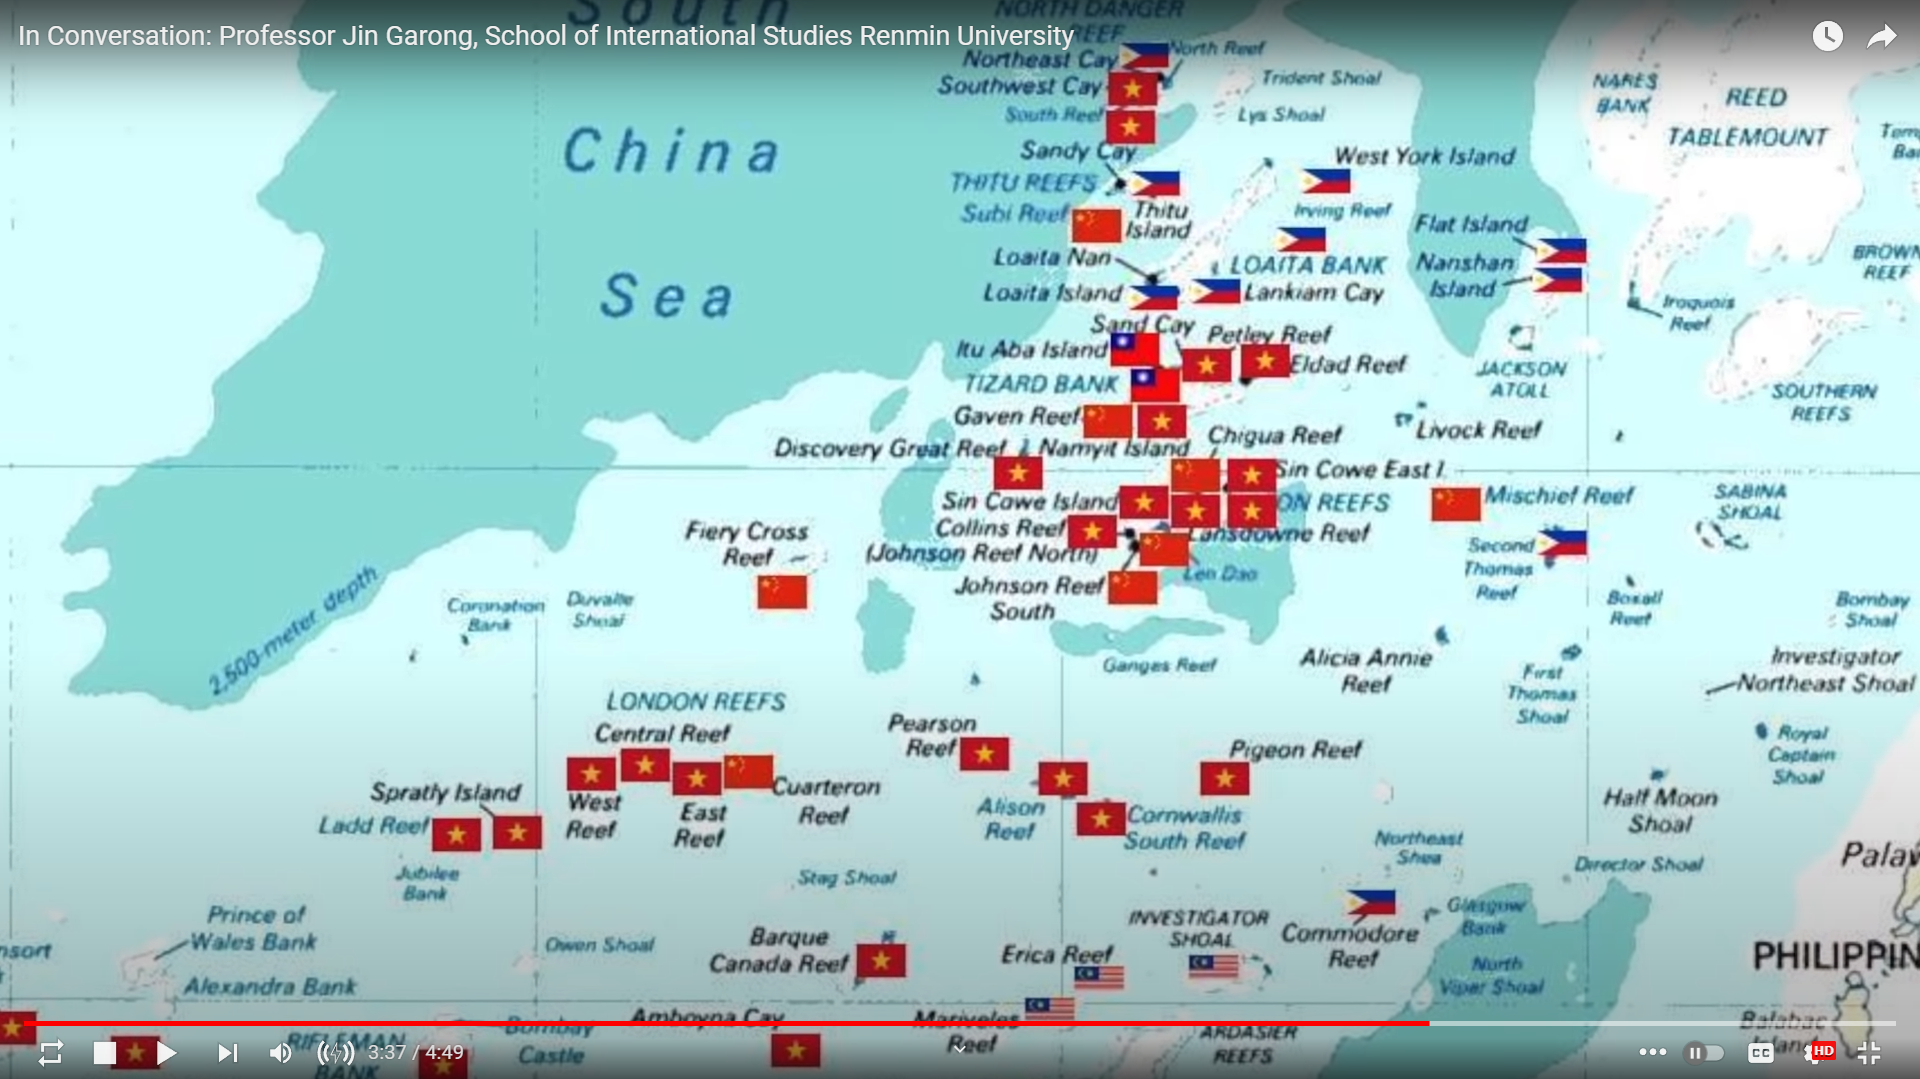 In Conversation: Professor Jin Garong, School of International Studies Renmin University
South
China
Sea
NORTH DANGER
REEF
Northeast Cay
North Reef
Southwest Cay
Trident Shoal
South Reef
Lys Shoal
Sandy Cay
West York Island
THITU REEFS
Subi Reef
Thitu
Island
Irving Reef
Loaita Nan
LOAITA BANK
Loaita Island
Lankiam Cay
Flat Island
Nanshan
Island
NARES
BANK
REED
TABLEMOUNT
BROWN
REEF
Iroquois
Reef
Sand Cay
Petley Reef
Itu Aba Island
Eldad Reef
TIZARD BANK
JACKSON
ATOLL
SOUTHERN
REEFS
Gaven Reef
Chigua Reef
Livock Reef
Discovery Great Reef
Namyit Island
Sin Cowe East I.
Sin Cowe Island
ON REEFS
Mischief Reef
SABINA
SHOAL
Collins Reef
(Johnson Reef North)
Lansdowne Reef
Len Dao
Second
Thomas
Reef
Fiery Cross
Reef
Johnson Reef
South
Boxall
Reef
Bombay
Shoal
2,500-meter depth
Coronation
Bank
Duvalle
Shoal
Ganges Reef
Alicia Annie
Reef
First
Thomas
Shoal
Investigator
Northeast Shoal
LONDON REEFS
Central Reef
Pearson
Reef
Pigeon Reef
Royal
Captain
Shoal
Spratly Island
Ladd Reef
West
Reef
East
Reef
Cuarteron
Reef
Alison
Reef
Cornwallis
South Reef
Half Moon
Shoal
Northeast
Shea
Director Shoal
Palaw
Jubilee
Bank
Stag Shoal
Prince of
Wales Bank
Owen Shoal
Barque
Canada Reef
Erica Reef
INVESTIGATOR
SHOAL
Commodore
Reef
Glasgow
Bank
North
Viper Shoal
PHILIPPIN
Alexandra Bank
Amboyna Cay
Mariveles
Reef
ARDASIER
REEFS
Balabac
Island
RIFLEMAN
BANK
Bombay
Castle
3:37 / 4:49
CC
HD